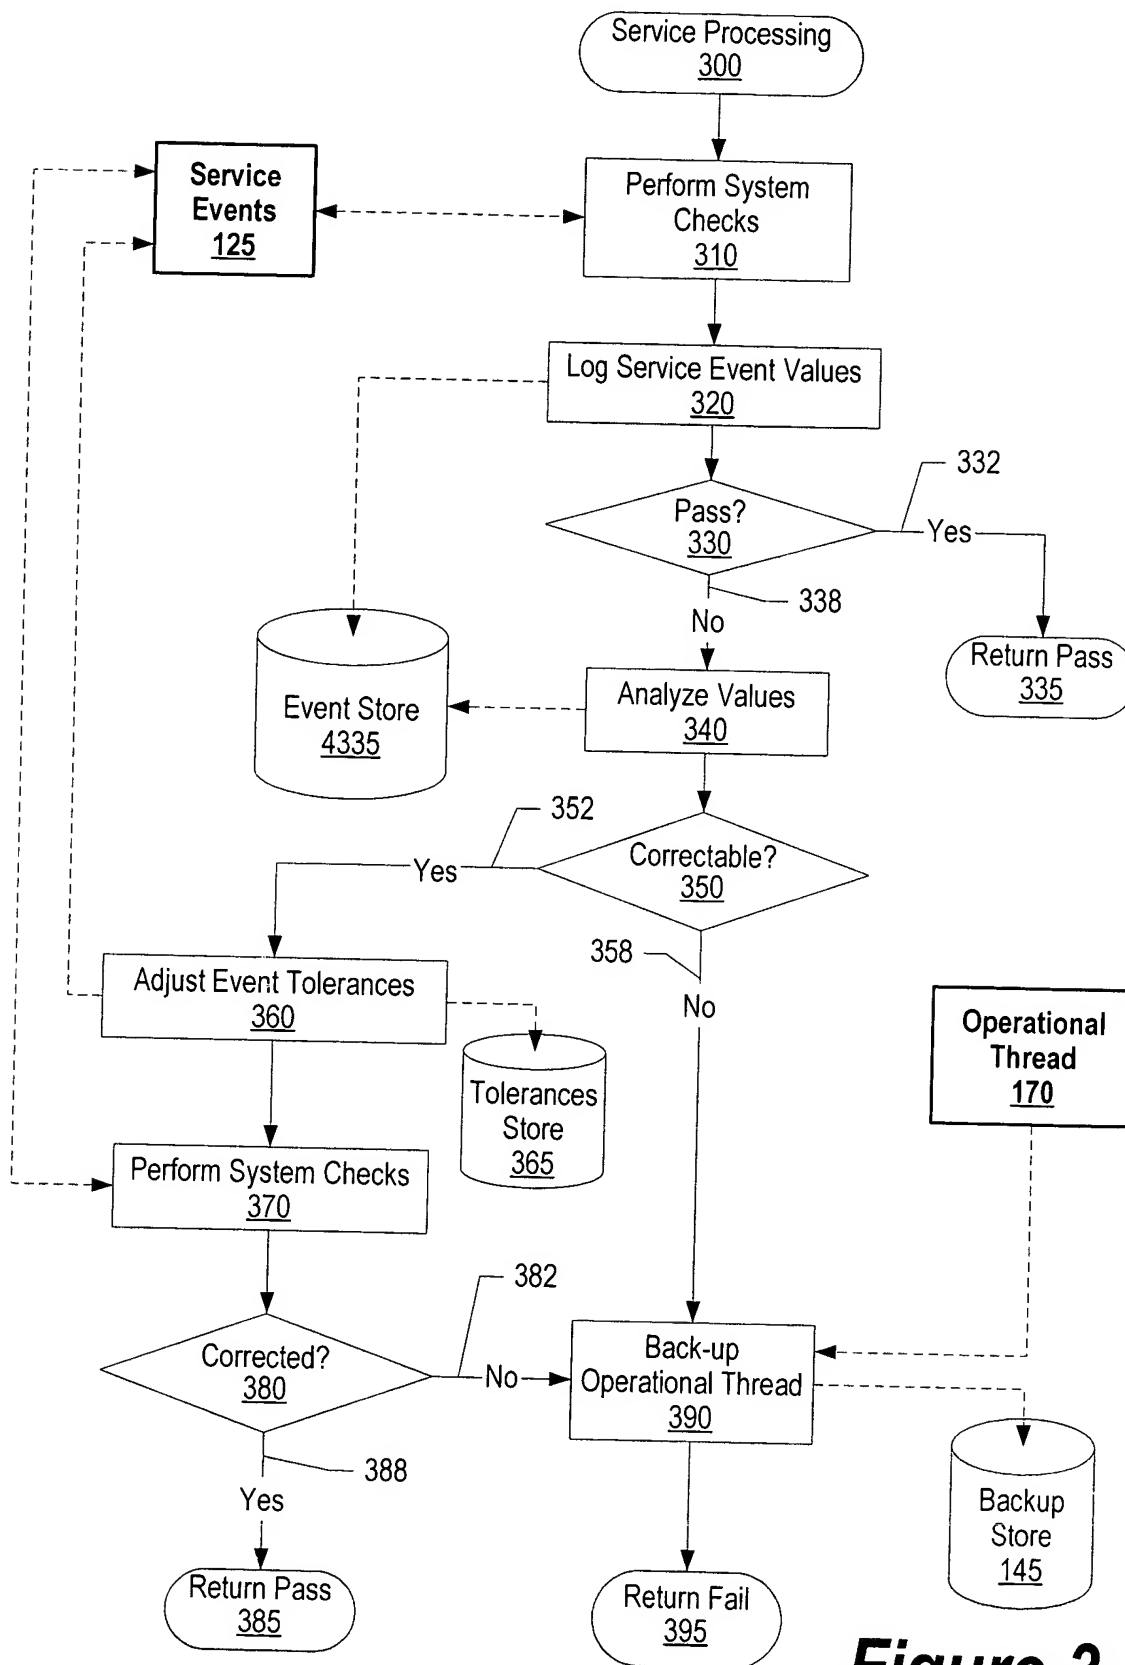 Service Processing
300
Service
Events
125
Perform System
Checks
310
Log Service Event Values
320
332
Pass?
330
Yes
338
No
Return Pass
335
Event Store
4335
Analyze Values
340
352
Correctable?
350
Yes
358
No
Adjust Event Tolerances
360
Operational
Thread
170
Tolerances
Store
365
Perform System Checks
370
382
Corrected?
380
No
Back-up
Operational Thread
390
388
Yes
Backup
Store
145
Return Pass
385
Return Fail
395
Figure